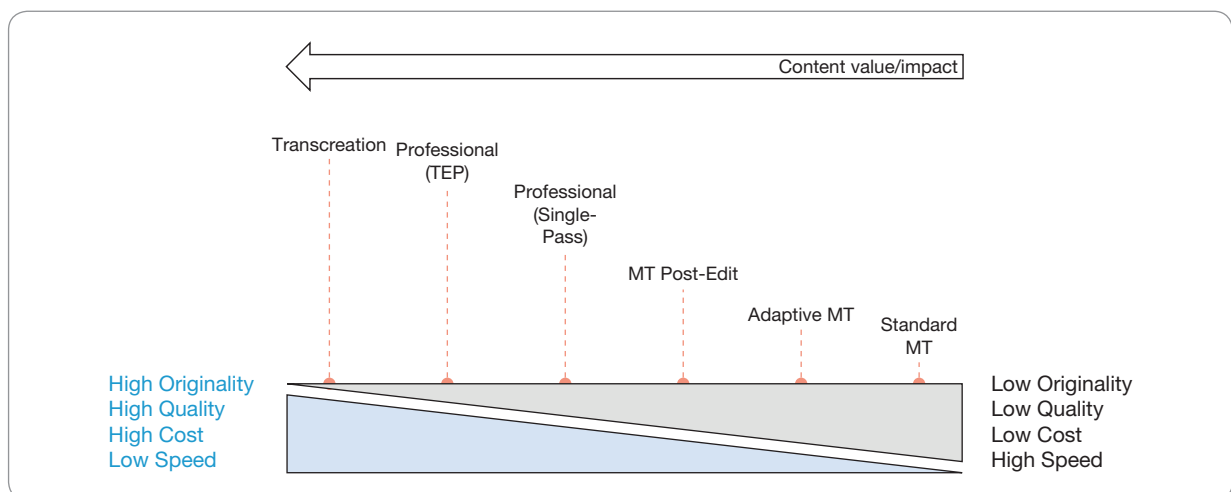 Content value/impact
Transcreation
Professional
(TEP)
Professional
(Single-
Pass)
MT Post-Edit
Adaptive MT
Standard
MT
High Originality
High Quality
High Cost
Low Speed
Low Originality
Low Quality
Low Cost
High Speed